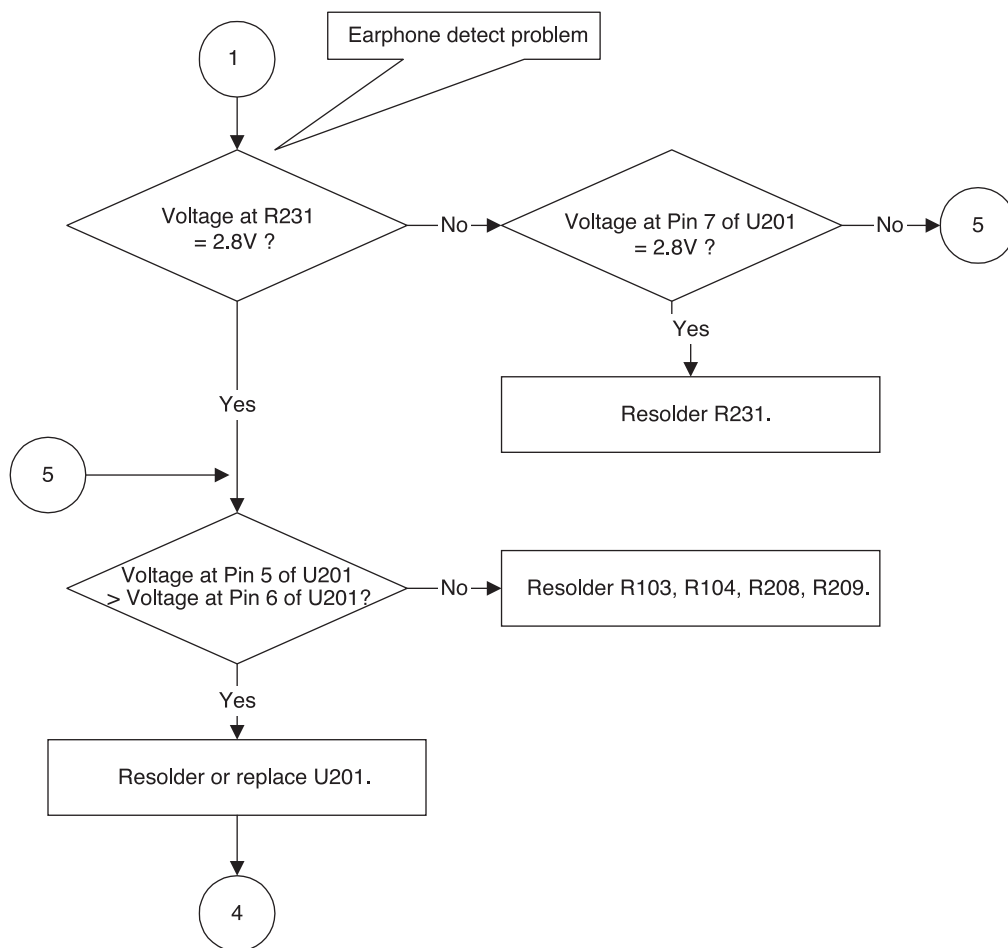 1
Earphone detect problem
Voltage at R231
= 2.8V ?
No
Voltage at Pin 7 of U201
= 2.8V ?
No
5
Yes
Resolder R231.
Yes
5
Voltage at Pin 5 of U201
> Voltage at Pin 6 of U201?
No
Resolder R103, R104, R208, R209.
Yes
Resolder or replace U201.
4